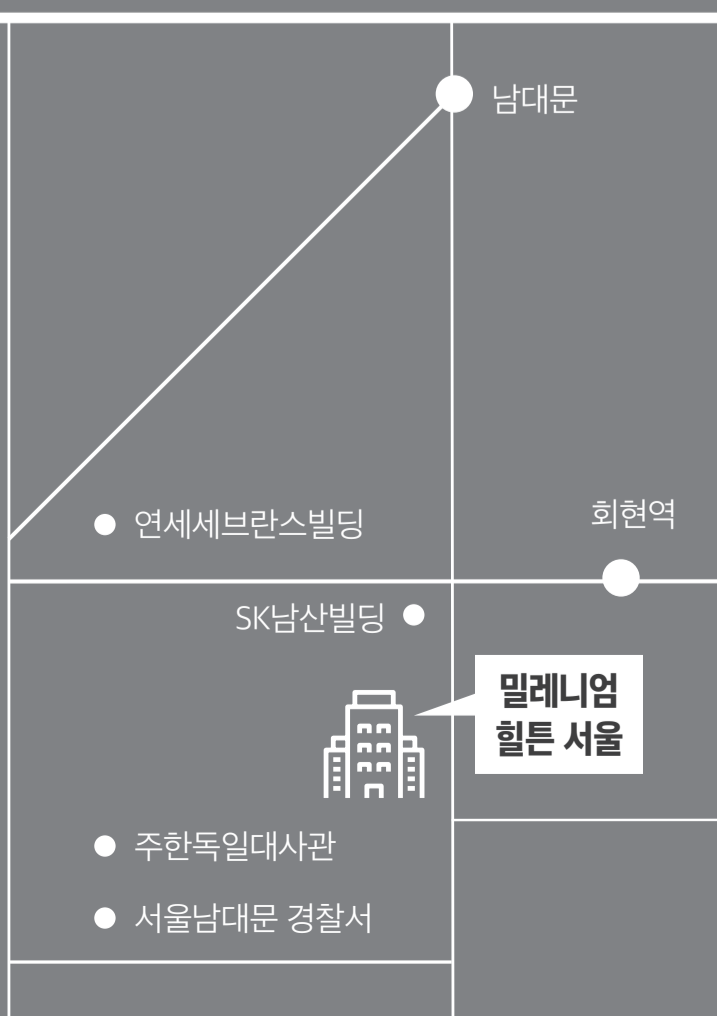 남대문
연세세브란스빌딩
회현역
SK남산빌딩
밀레니엄
힐튼 서울
주한독일대사관
서울남대문 경찰서